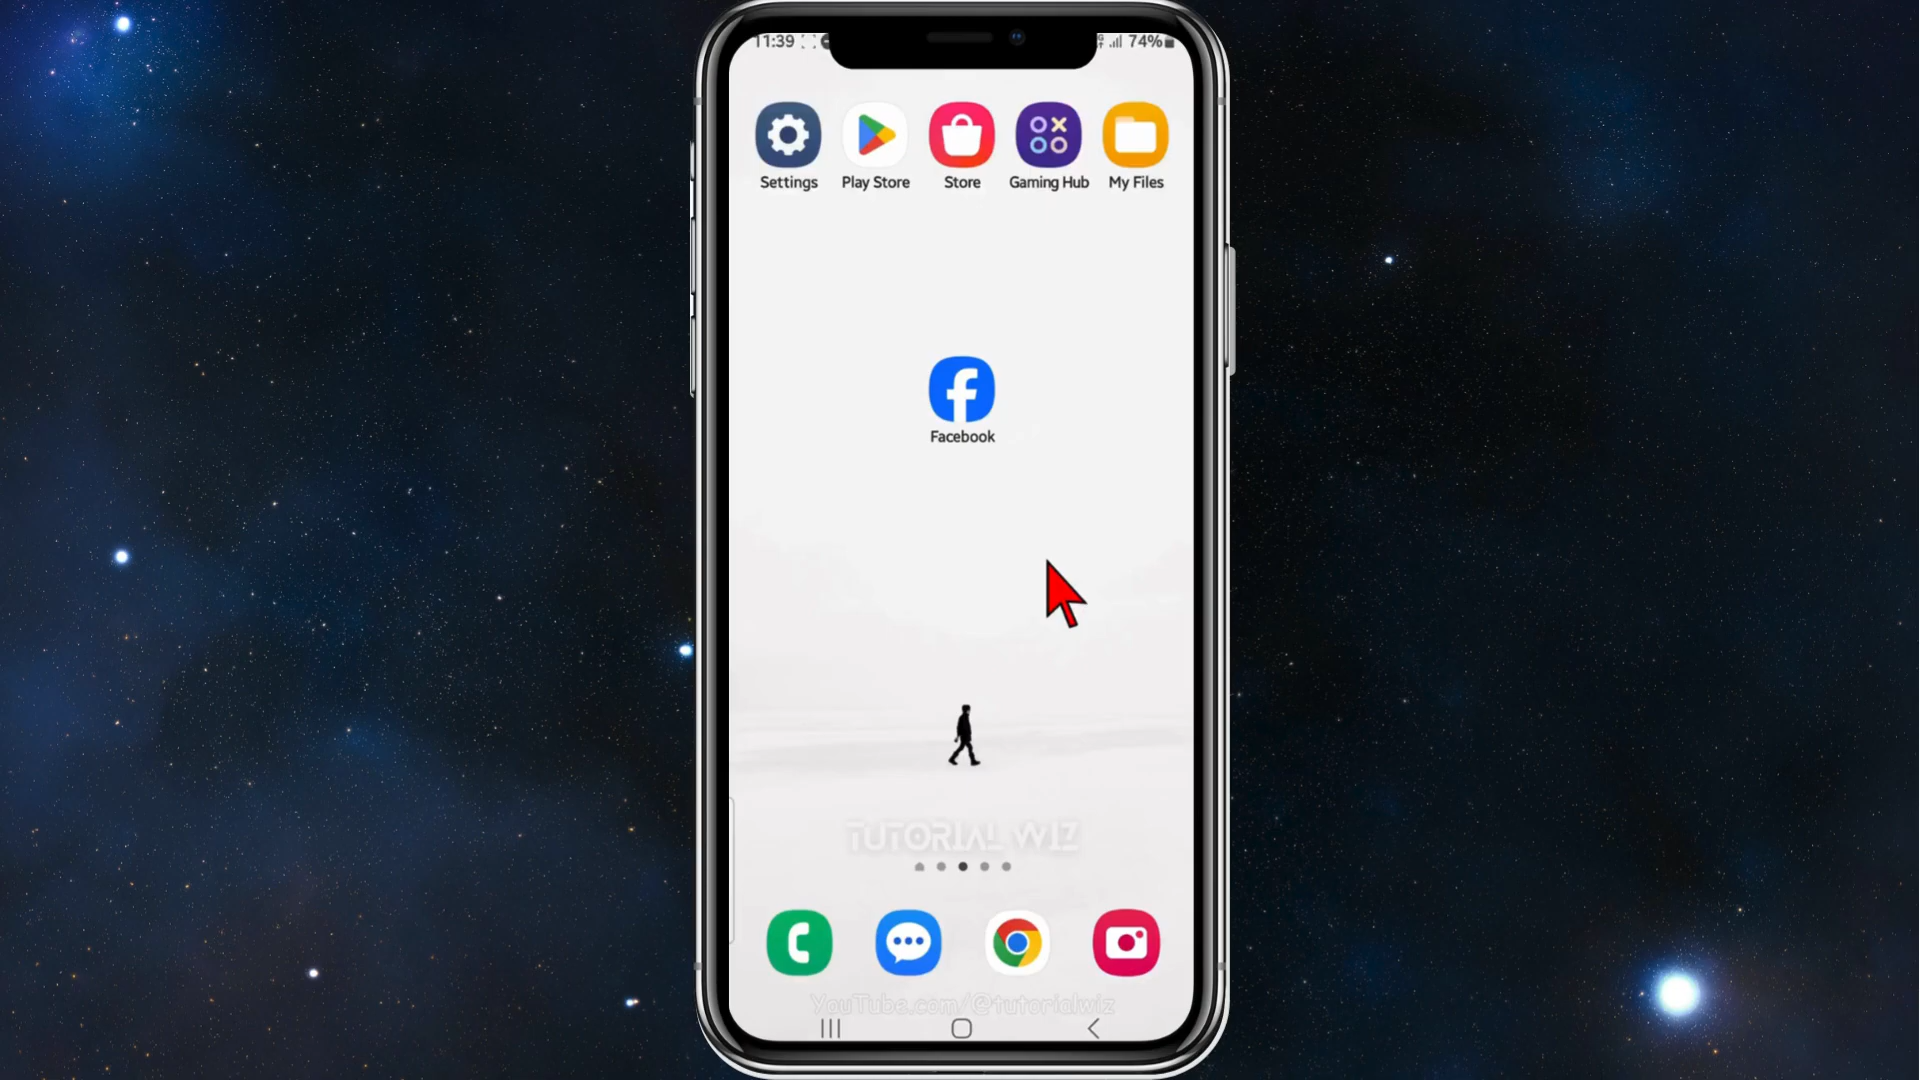 11:39 74%
Settings Play Store Store Gaming Hub My Files
Facebook
TUTORIAL WIZ
YouTube.com/@tutorialwiz